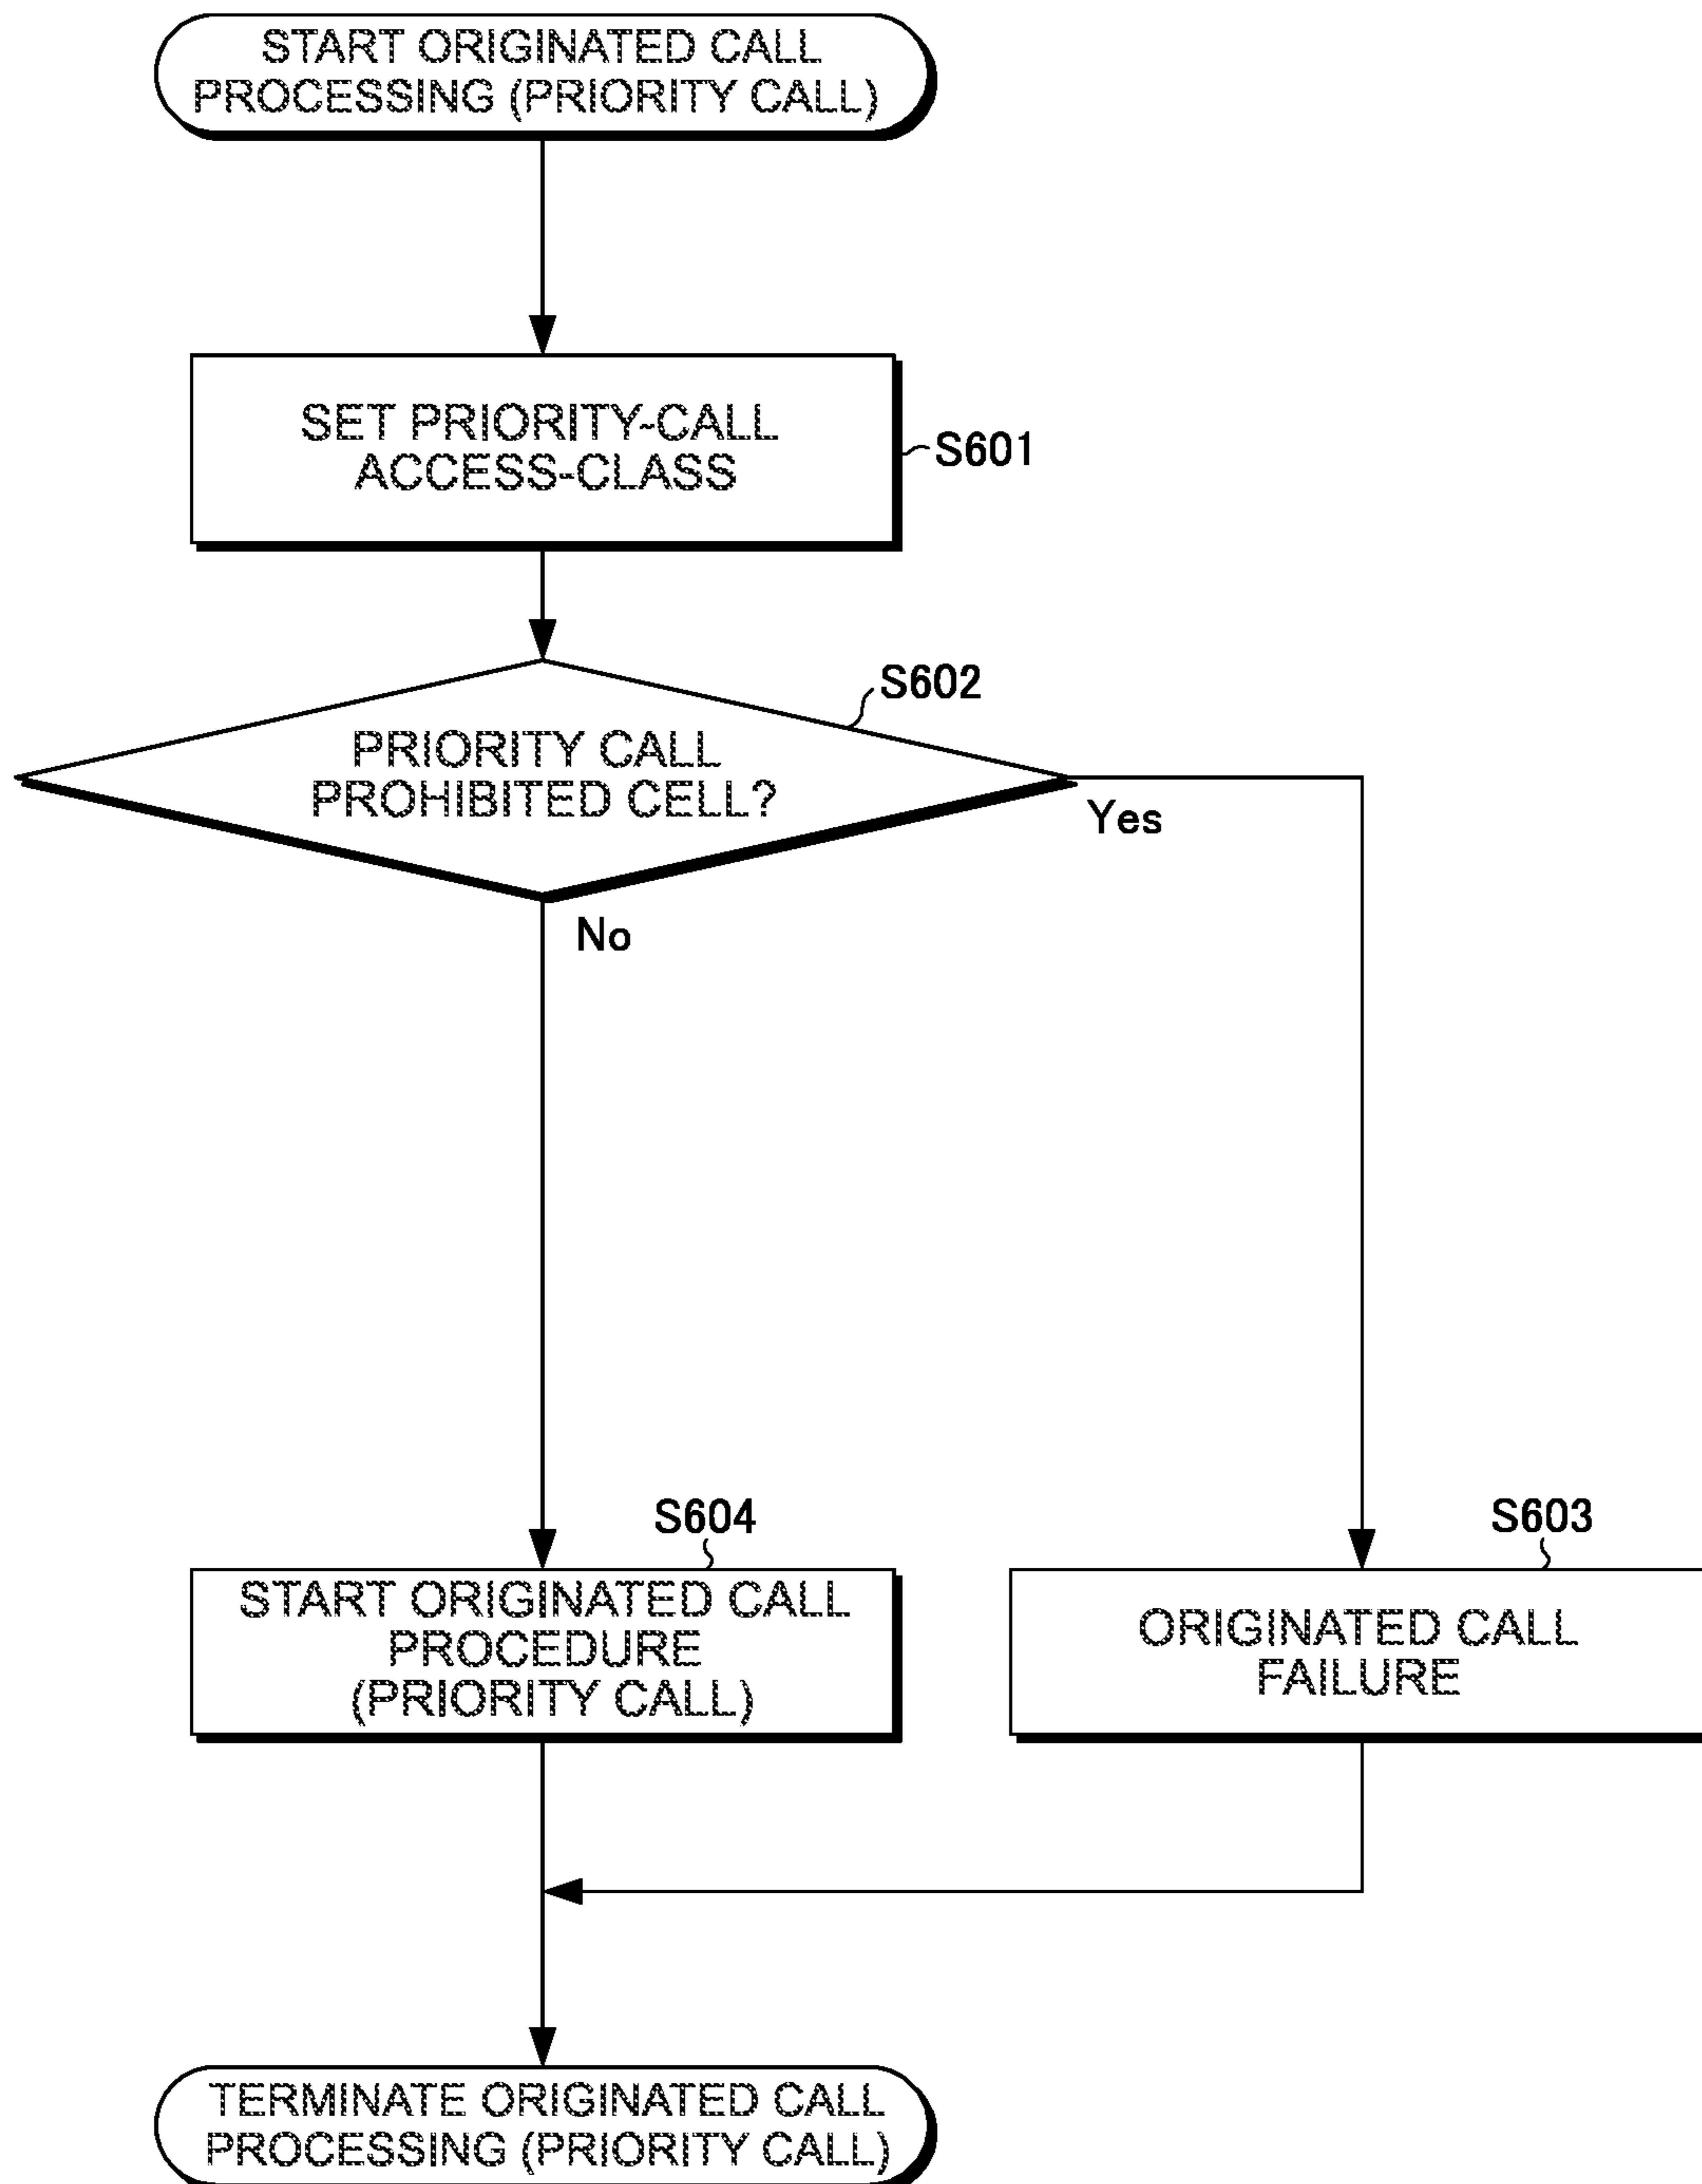 START ORIGINATED CALL
PROCESSING (PRIORITY CALL)
SET PRIORITY-CALL
ACCESS-CLASS
S601
S602
PRIORITY CALL
PROHIBITED CELL?
Yes
No
S604
START ORIGINATED CALL
PROCEDURE
(PRIORITY CALL)
S603
ORIGINATED CALL
FAILURE
TERMINATE ORIGINATED CALL
PROCESSING (PRIORITY CALL)